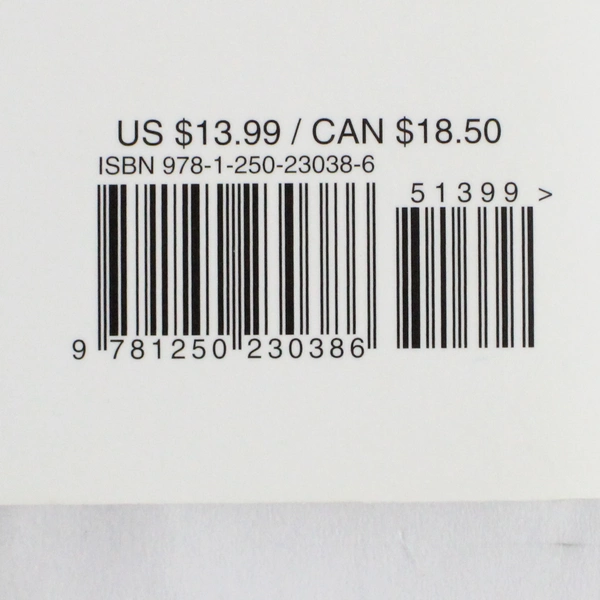 US $13.99 / CAN $18.50
ISBN 978-1-250-23038-6
51399 >
9 781250 230386